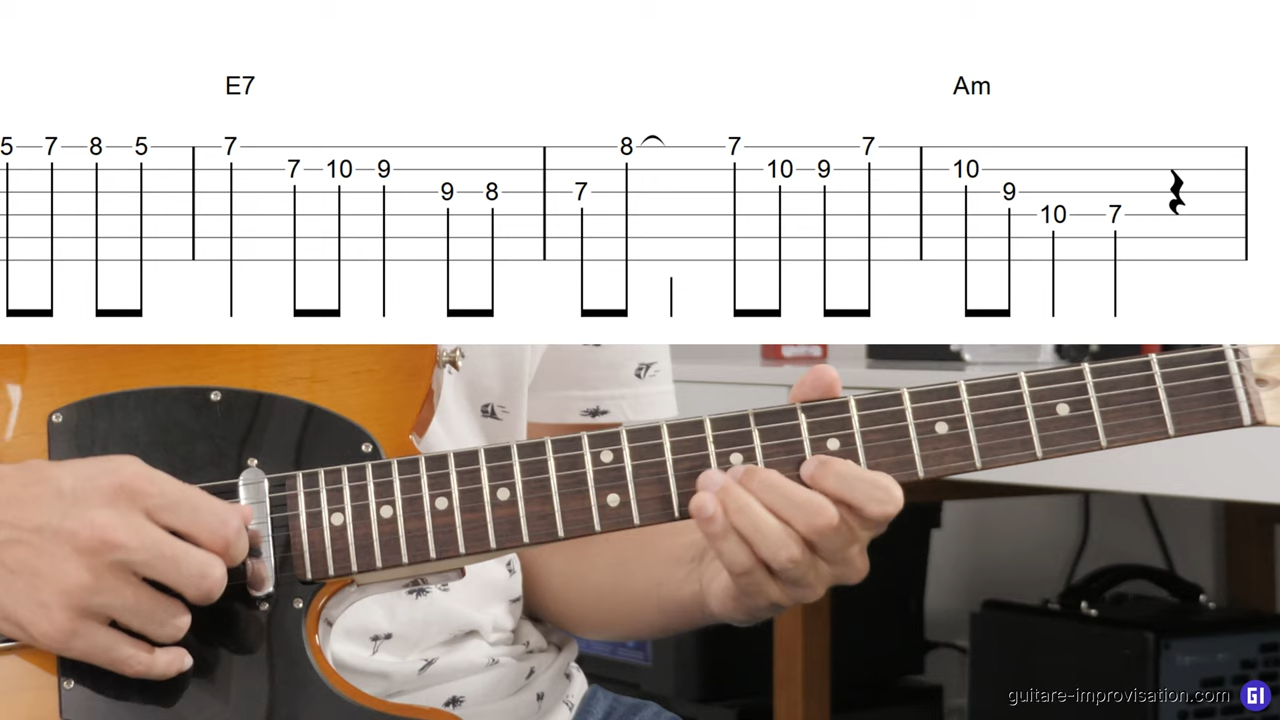 E7 Am
5 7 8 5 7 8 7 7
7 10 9 10 9 10
9 8 7 9
10 7
guitare-improvisation.com GI